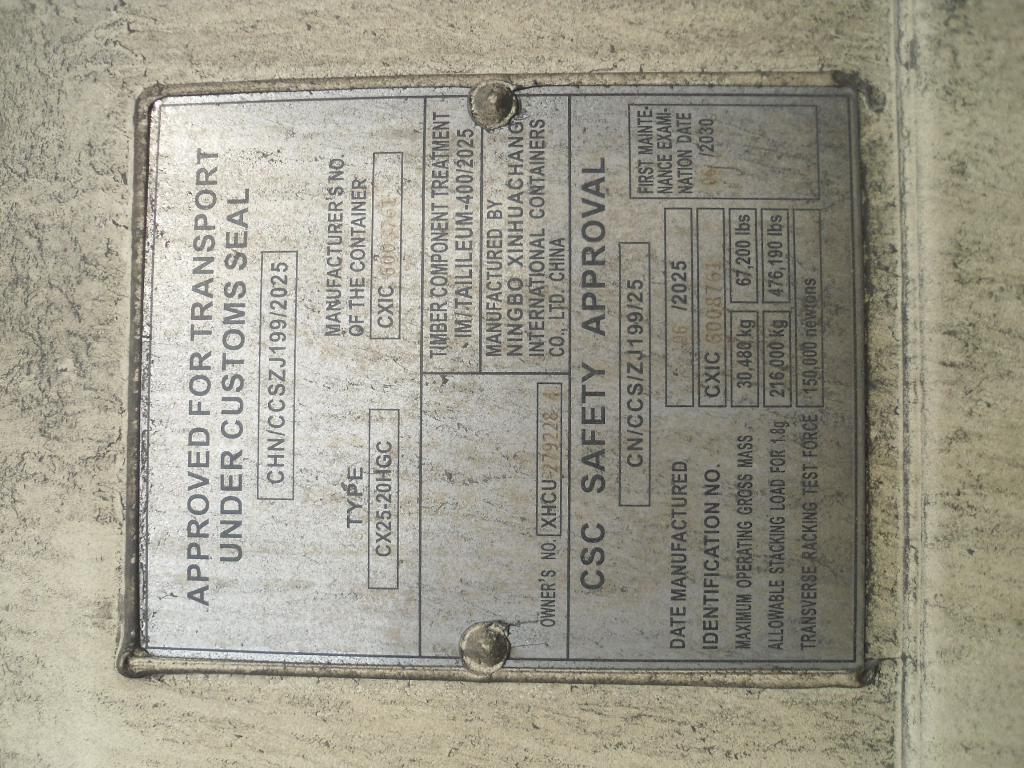 APPROVED FOR TRANSPORT
UNDER CUSTOMS SEAL
CHN/CCSZJ199/2025
TYPE
CX25-20HGC
MANUFACTURER'S NO.
OF THE CONTAINER
CXIC
TIMBER COMPONENT TREATMENT
IM/TAILILEUM-400/2025
MANUFACTURED BY
NINGBO XINHUACHANG
INTERNATIONAL CONTAINERS
CO., LTD. CHINA
OWNER'S NO. XHCU 779228 4
CSC SAFETY APPROVAL
CN/CCSIZJ199/25
DATE MANUFACTURED /2025
IDENTIFICATION NO. CXIC
MAXIMUM OPERATING GROSS MASS 30,480 kg 67,200 lbs
ALLOWABLE STACKING LOAD FOR 1.8g 216,000 kg 476,190 lbs
TRANSVERSE RACKING TEST FORCE 150,000 newtons
FIRST MAINTE-
NANCE EXAMI-
NATION DATE
/2030